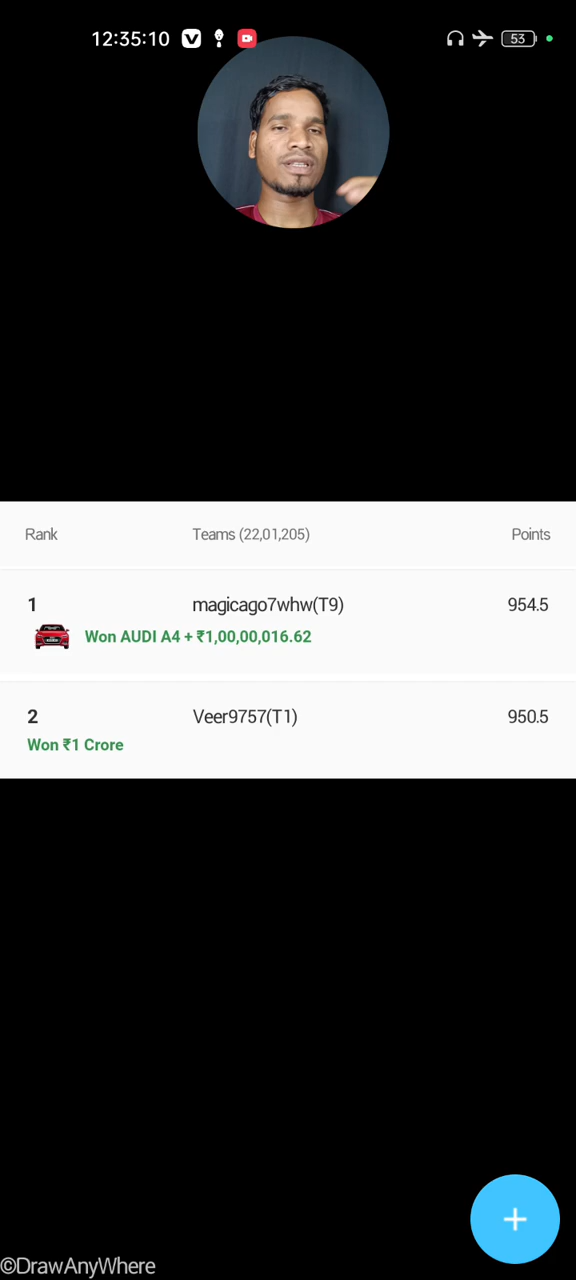 12:35:10
53
Rank Teams (22,01,205) Points
1 magicago7whw(T9) 954.5
Won AUDI A4 + ₹1,00,00,016.62
2 Veer9757(T1) 950.5
Won ₹1 Crore
©DrawAnyWhere